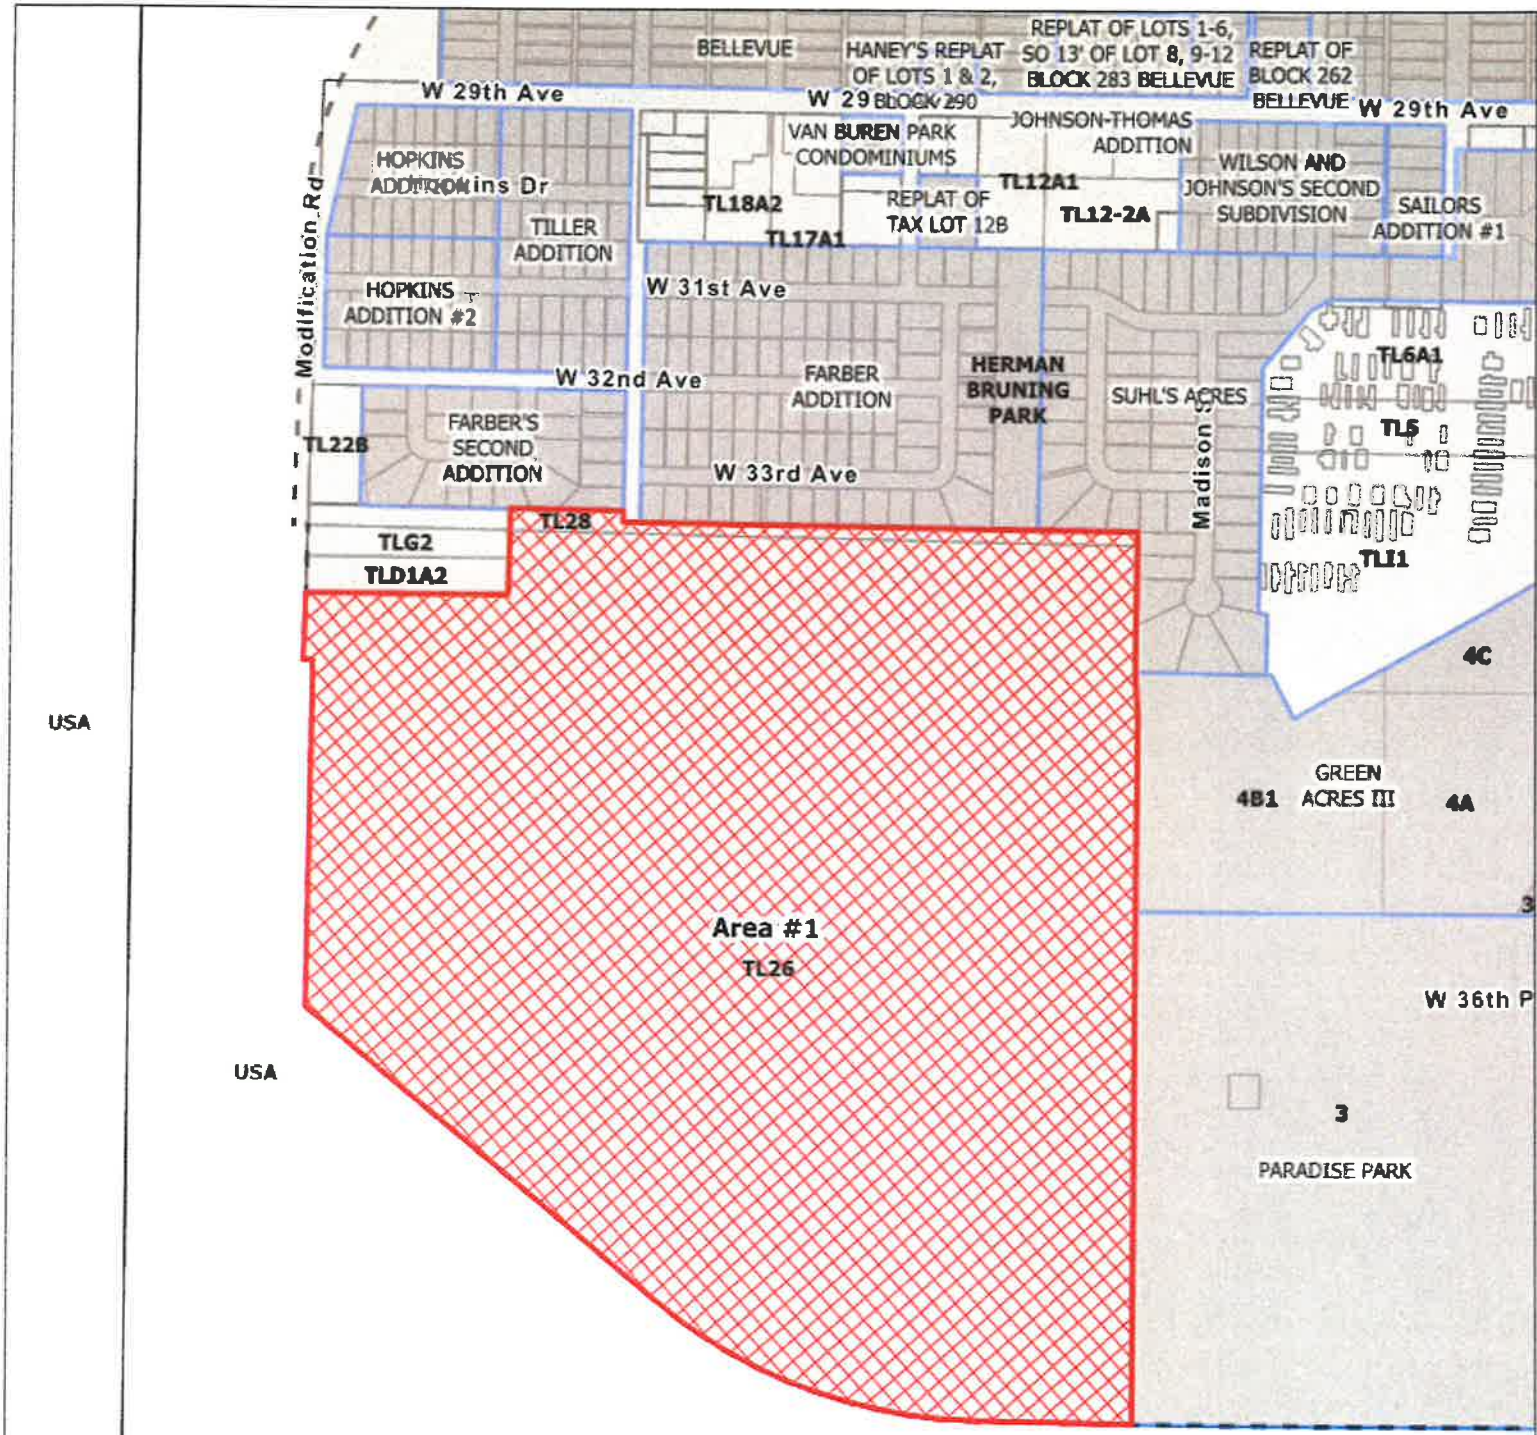 BELLEVUE
HANEY'S REPLAT
OF LOTS 1 & 2,
BLOCK 290
REPLAT OF LOTS 1-6,
SO 13' OF LOT 8, 9-12
BLOCK 283 BELLEVUE
REPLAT OF
BLOCK 262
BELLEVUE
W 29th Ave
W 29
W 29th Ave
HOPKINS
ADDITION
ins Dr
TILLER
ADDITION
Modification Rd
HOPKINS
ADDITION #2
VAN BUREN PARK
CONDOMINIUMS
JOHNSON-THOMAS
ADDITION
WILSON AND
JOHNSON'S SECOND
SUBDIVISION
SAILORS
ADDITION #1
TL18A2
TL17A1
REPLAT OF
TAX LOT 12B
TL12A1
TL12-2A
W 31st Ave
W 32nd Ave
FARBER
ADDITION
HERMAN
BRUNING
PARK
SUHL'S ACRES
Madison S
TL6A1
TL5
TLI1
TL22B
FARBER'S
SECOND
ADDITION
W 33rd Ave
TL28
TLG2
TLD1A2
USA
4C
GREEN
ACRES III
4B1
4A
3
Area #1
TL26
W 36th P
USA
3
PARADISE PARK